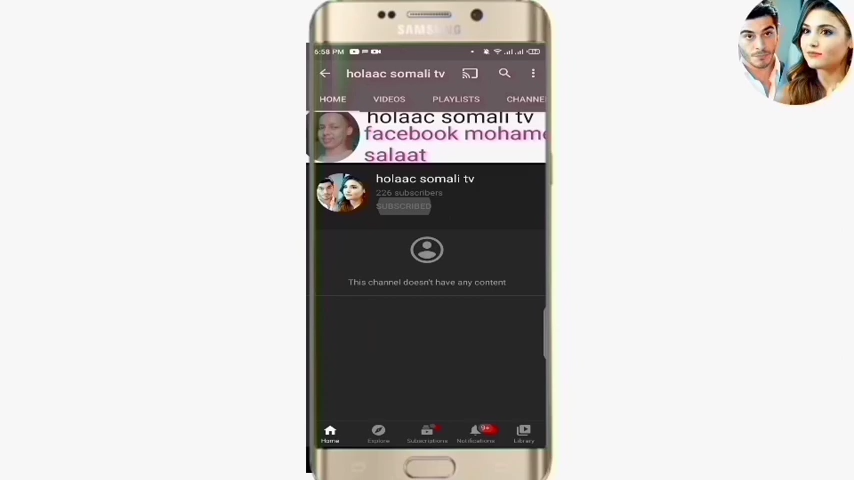 SAMSUNG
6:58 PM
holaac somali tv
HOME VIDEOS PLAYLISTS CHANNE
holaac somali tv
facebook mohame
salaat
holaac somali tv
226 subscribers
SUBSCRIBED
This channel doesn't have any content
Home Explore Subscriptions Notifications Library